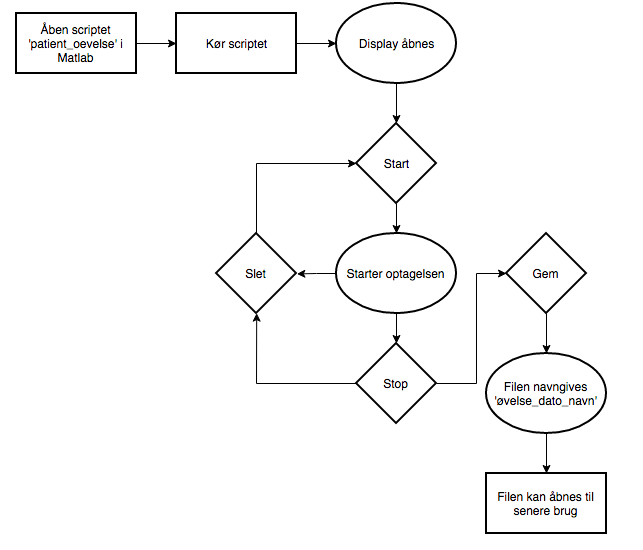 Åben scriptet
'patient_oevelse' i
Matlab
Kør scriptet
Display åbnes
Start
Slet
Starter optagelsen
Gem
Stop
Filen navngives
'øvelse_dato_navn'
Filen kan åbnes til
senere brug